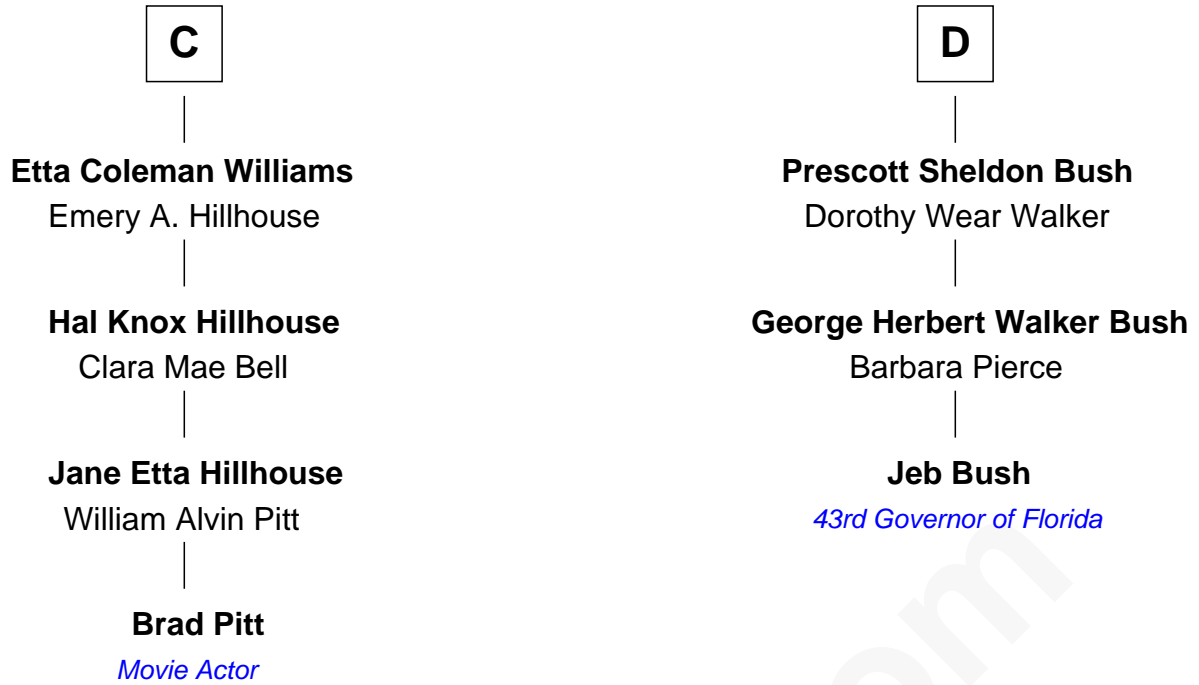 C
Etta Coleman Williams
Emery A. Hillhouse
Hal Knox Hillhouse
Clara Mae Bell
Jane Etta Hillhouse
William Alvin Pitt
Brad Pitt
Movie Actor
D
Prescott Sheldon Bush
Dorothy Wear Walker
George Herbert Walker Bush
Barbara Pierce
Jeb Bush
43rd Governor of Florida
om